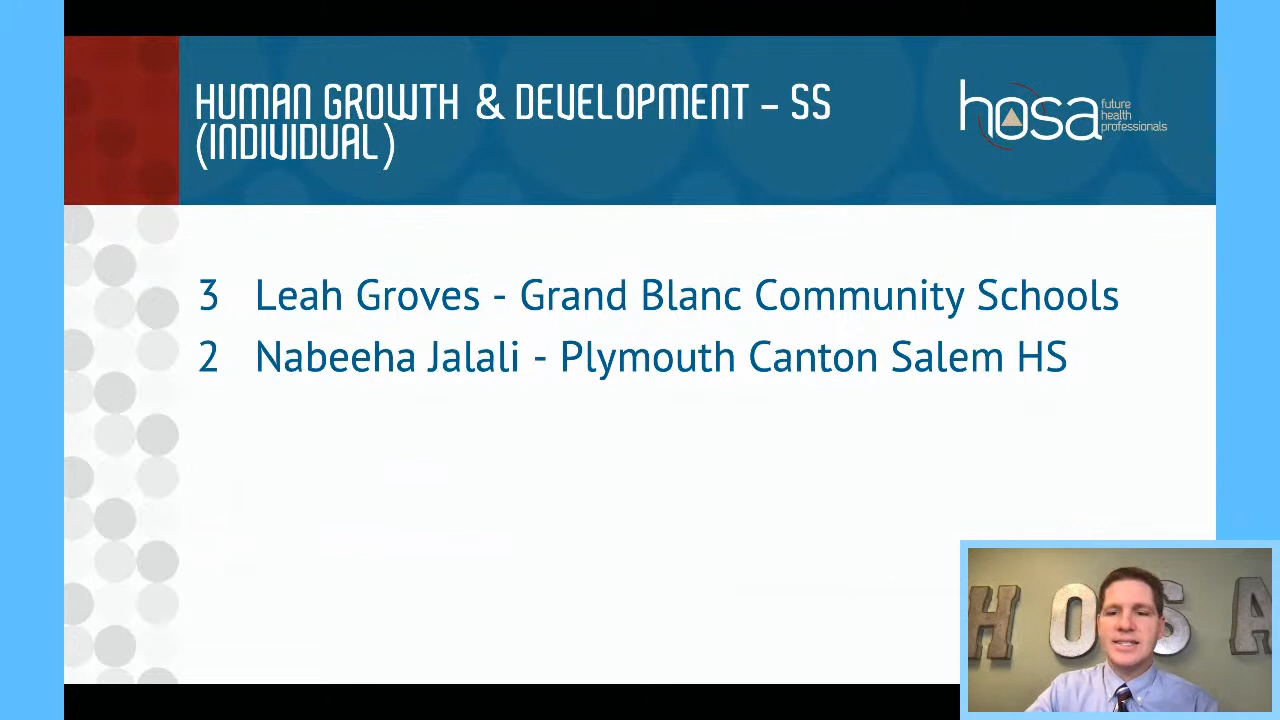 HUMAN GROWTH & DEVELOPMENT – SS
(INDIVIDUAL)
hosa
future
health
professionals
3 Leah Groves - Grand Blanc Community Schools
2 Nabeeha Jalali - Plymouth Canton Salem HS
HOSA